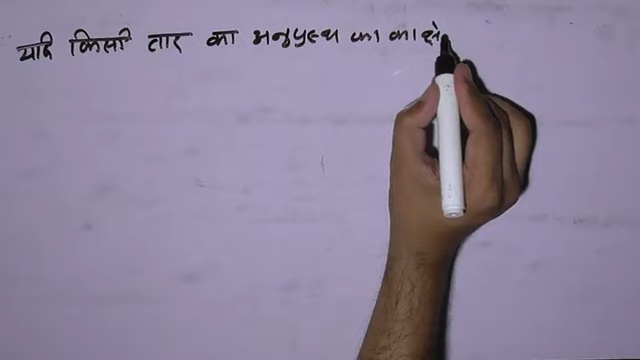 यदि किसी तार का अनुप्रस्थ का का क्षे